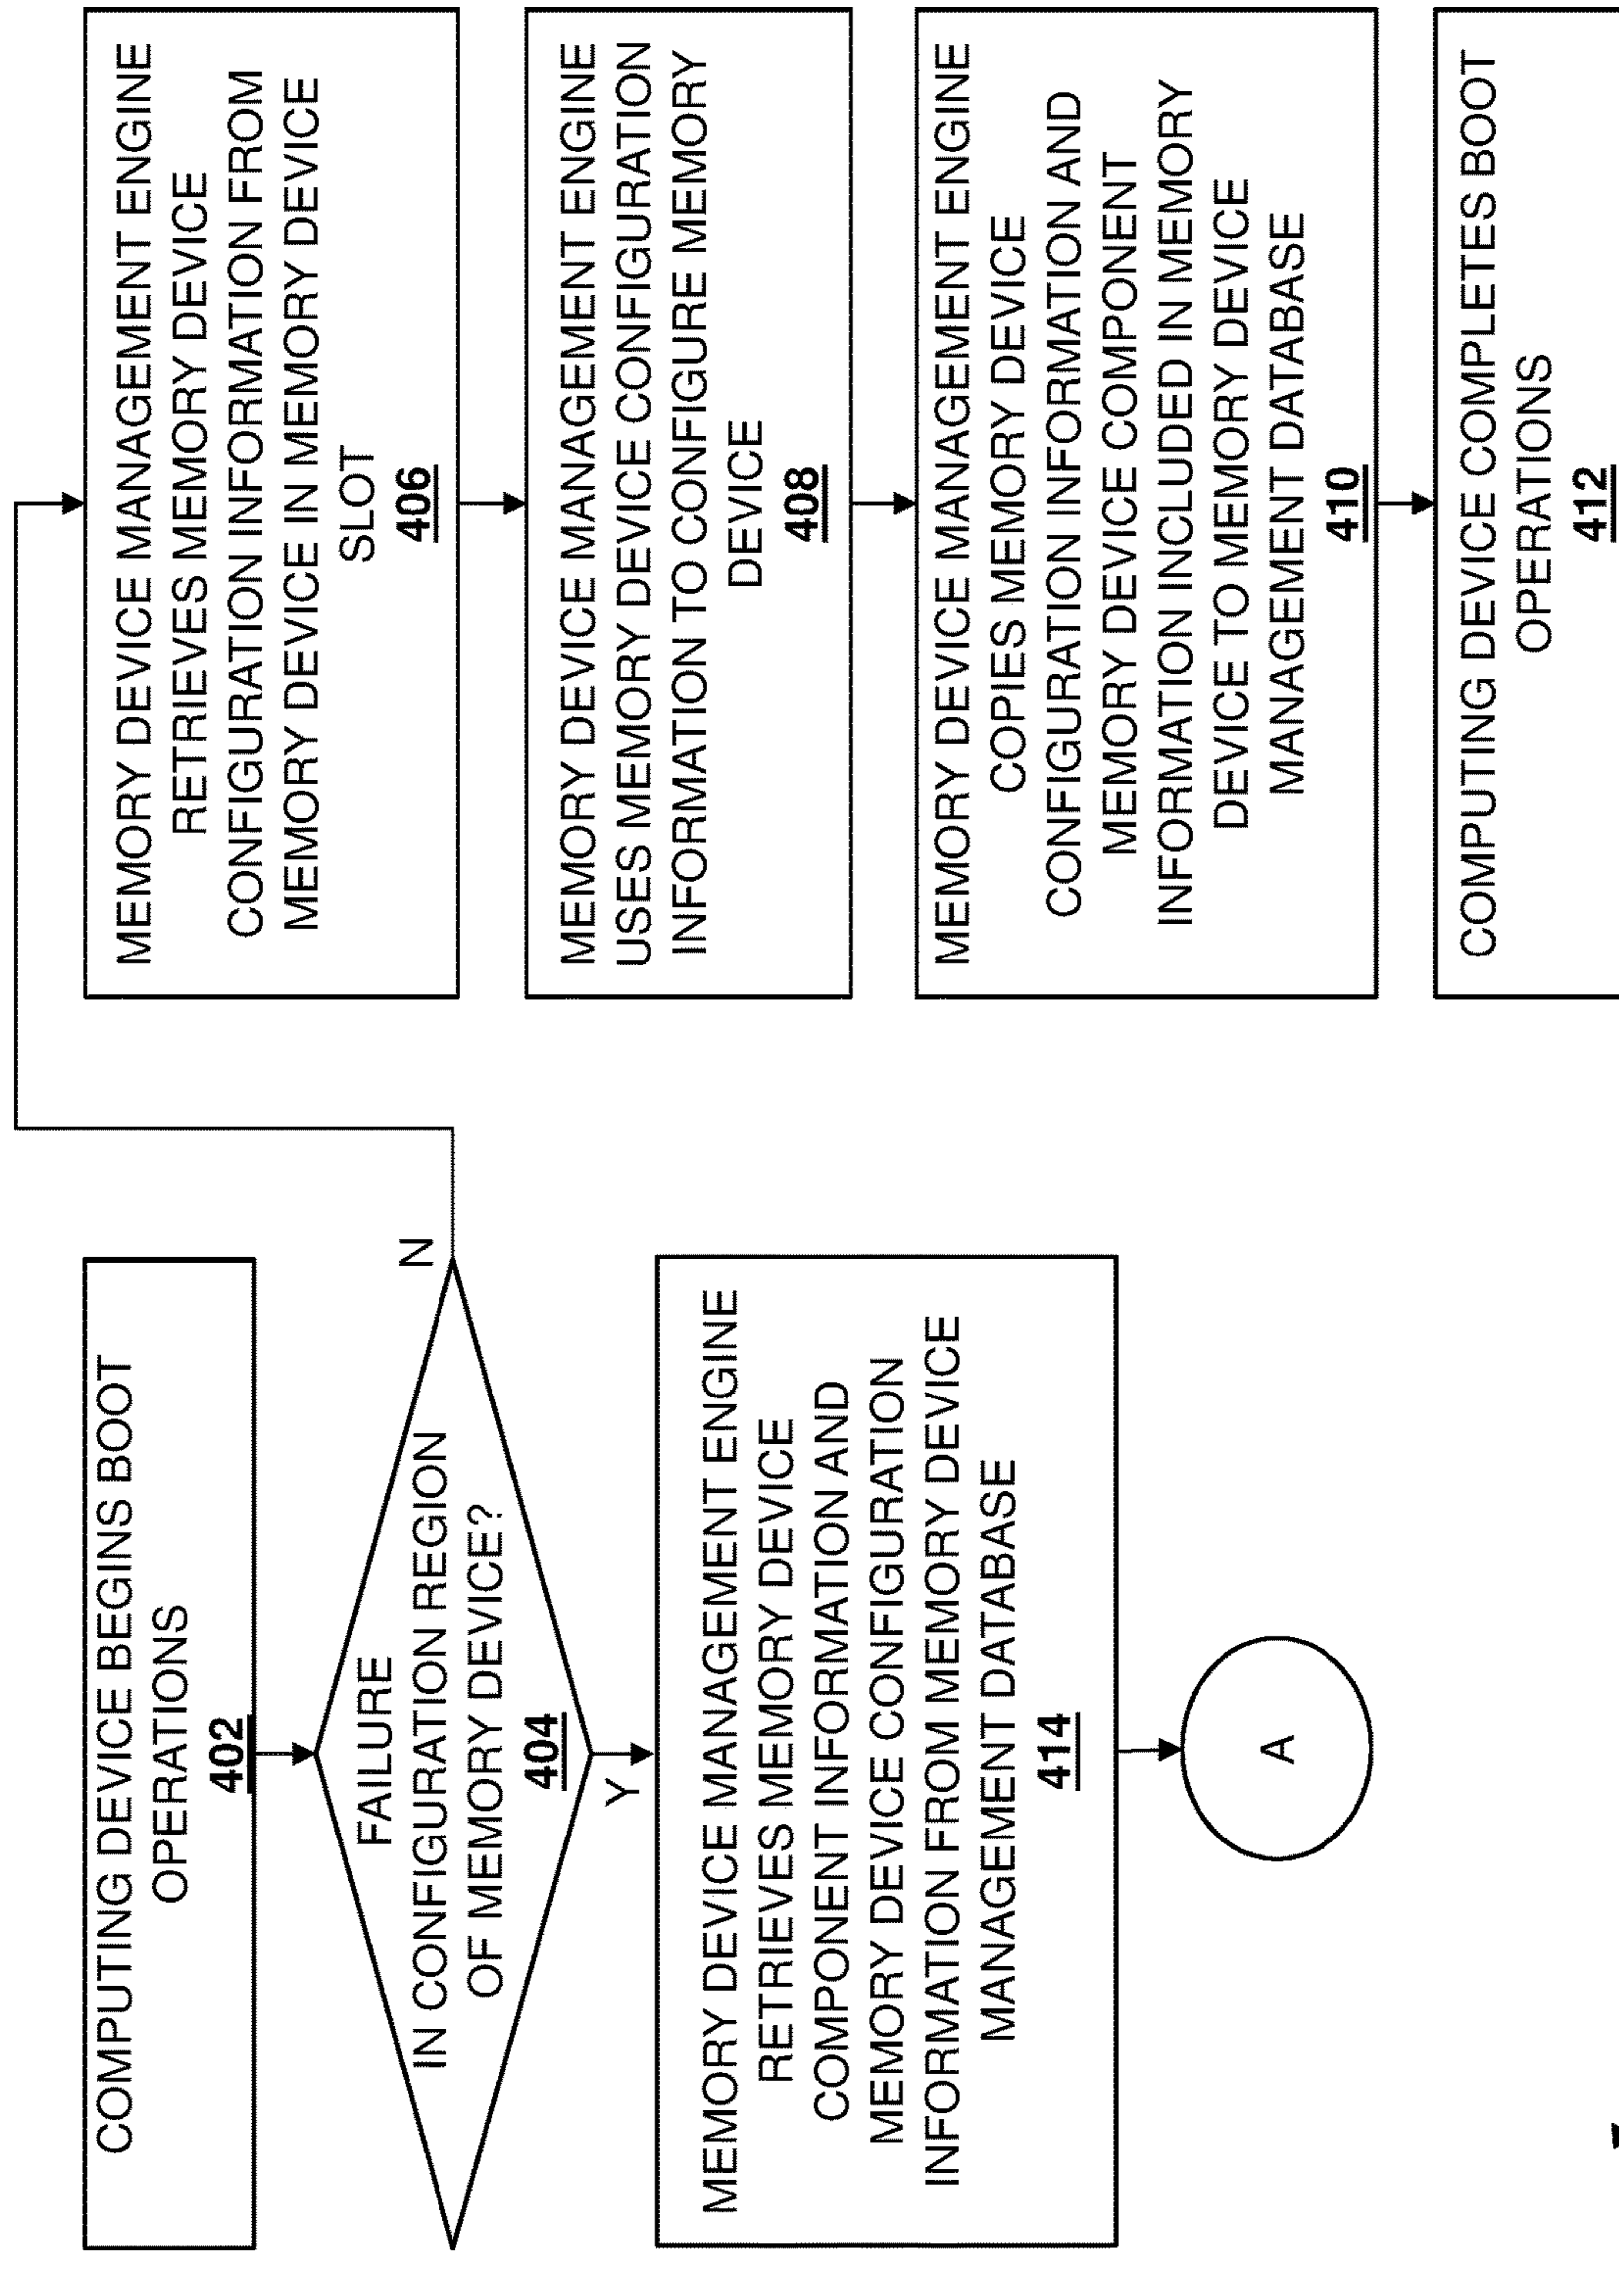 COMPUTING DEVICE BEGINS BOOT
OPERATIONS
402
FAILURE
IN CONFIGURATION REGION
OF MEMORY DEVICE?
404
N
Y
MEMORY DEVICE MANAGEMENT ENGINE
RETRIEVES MEMORY DEVICE
COMPONENT INFORMATION AND
MEMORY DEVICE CONFIGURATION
INFORMATION FROM MEMORY DEVICE
MANAGEMENT DATABASE
414
A
MEMORY DEVICE MANAGEMENT ENGINE
RETRIEVES MEMORY DEVICE
CONFIGURATION INFORMATION FROM
MEMORY DEVICE IN MEMORY DEVICE
SLOT
406
MEMORY DEVICE MANAGEMENT ENGINE
USES MEMORY DEVICE CONFIGURATION
INFORMATION TO CONFIGURE MEMORY
DEVICE
408
MEMORY DEVICE MANAGEMENT ENGINE
COPIES MEMORY DEVICE
CONFIGURATION INFORMATION AND
MEMORY DEVICE COMPONENT
INFORMATION INCLUDED IN MEMORY
DEVICE TO MEMORY DEVICE
MANAGEMENT DATABASE
410
COMPUTING DEVICE COMPLETES BOOT
OPERATIONS
412